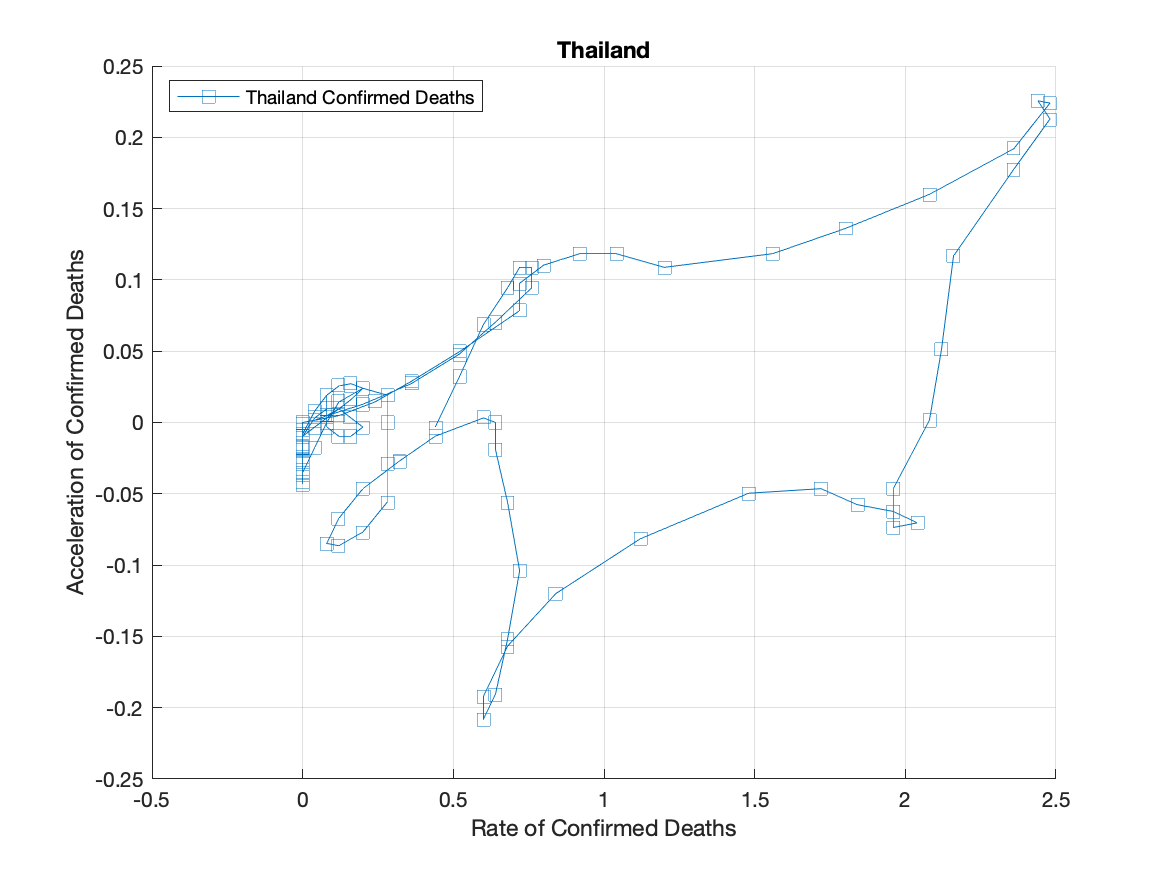 Thailand
Thailand Confirmed Deaths
0.25
0.2
0.15
0.1
0.05
0
-0.05
-0.1
-0.15
-0.2
-0.25
Acceleration of Confirmed Deaths
-0.5 0 0.5 1 1.5 2 2.5
Rate of Confirmed Deaths